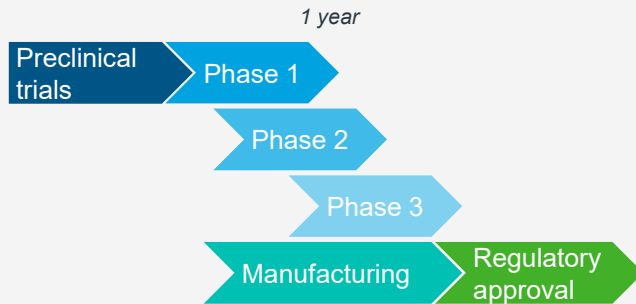 1 year
Preclinical
trials
Phase 1
Phase 2
Phase 3
Manufacturing
Regulatory
approval